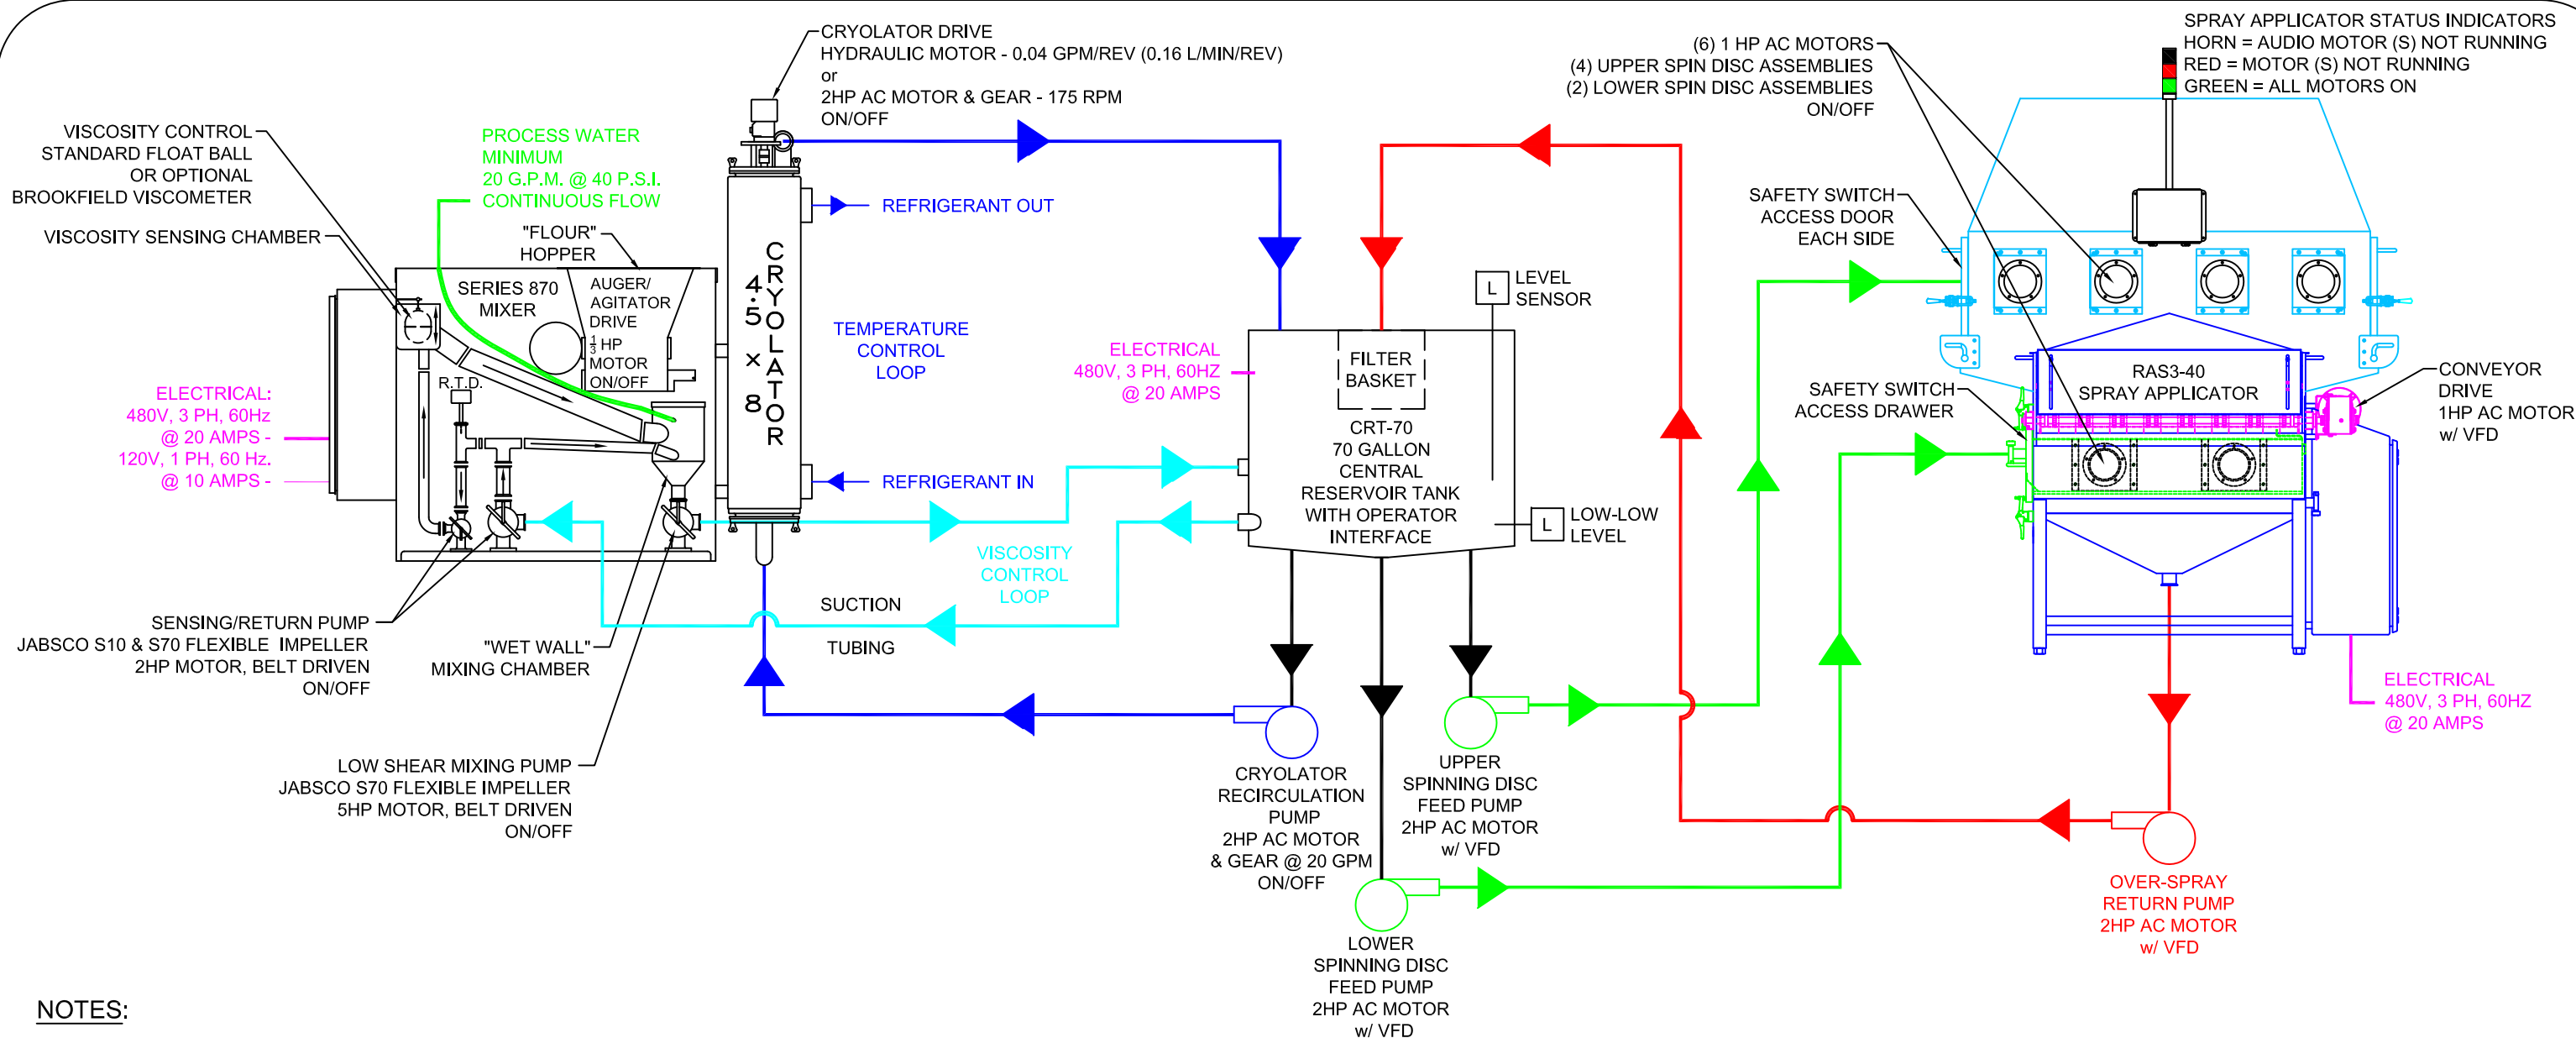 CRYOLATOR DRIVE
HYDRAULIC MOTOR - 0.04 GPM/REV (0.16 L/MIN/REV)
or
2HP AC MOTOR & GEAR - 175 RPM
ON/OFF
(6) 1 HP AC MOTORS
(4) UPPER SPIN DISC ASSEMBLIES
(2) LOWER SPIN DISC ASSEMBLIES
ON/OFF
SPRAY APPLICATOR STATUS INDICATORS
HORN = AUDIO MOTOR (S) NOT RUNNING
RED = MOTOR (S) NOT RUNNING
GREEN = ALL MOTORS ON
VISCOSITY CONTROL
STANDARD FLOAT BALL
OR OPTIONAL
BROOKFIELD VISCOMETER
VISCOSITY SENSING CHAMBER
PROCESS WATER
MINIMUM
20 G.P.M. @ 40 P.S.I.
CONTINUOUS FLOW
"FLOUR"
HOPPER
SERIES 870
MIXER
AUGER/
AGITATOR
DRIVE
1/3 HP
MOTOR
ON/OFF
R.T.D.
CRYOLATOR
4.5 x 8
REFRIGERANT OUT
TEMPERATURE
CONTROL
LOOP
REFRIGERANT IN
ELECTRICAL:
480V, 3 PH, 60Hz
@ 20 AMPS -
120V, 1 PH, 60 Hz.
@ 10 AMPS -
ELECTRICAL
480V, 3 PH, 60HZ
@ 20 AMPS
L
LEVEL
SENSOR
FILTER
BASKET
CRT-70
70 GALLON
CENTRAL
RESERVOIR TANK
WITH OPERATOR
INTERFACE
L
LOW-LOW
LEVEL
SAFETY SWITCH
ACCESS DOOR
EACH SIDE
SAFETY SWITCH
ACCESS DRAWER
RAS3-40
SPRAY APPLICATOR
CONVEYOR
DRIVE
1HP AC MOTOR
w/ VFD
VISCOSITY
CONTROL
LOOP
SUCTION
TUBING
SENSING/RETURN PUMP
JABSCO S10 & S70 FLEXIBLE IMPELLER
2HP MOTOR, BELT DRIVEN
ON/OFF
"WET WALL"
MIXING CHAMBER
LOW SHEAR MIXING PUMP
JABSCO S70 FLEXIBLE IMPELLER
5HP MOTOR, BELT DRIVEN
ON/OFF
CRYOLATOR
RECIRCULATION
PUMP
2HP AC MOTOR
& GEAR @ 20 GPM
ON/OFF
UPPER
SPINNING DISC
FEED PUMP
2HP AC MOTOR
w/ VFD
LOWER
SPINNING DISC
FEED PUMP
2HP AC MOTOR
w/ VFD
OVER-SPRAY
RETURN PUMP
2HP AC MOTOR
w/ VFD
ELECTRICAL
480V, 3 PH, 60HZ
@ 20 AMPS
NOTES: